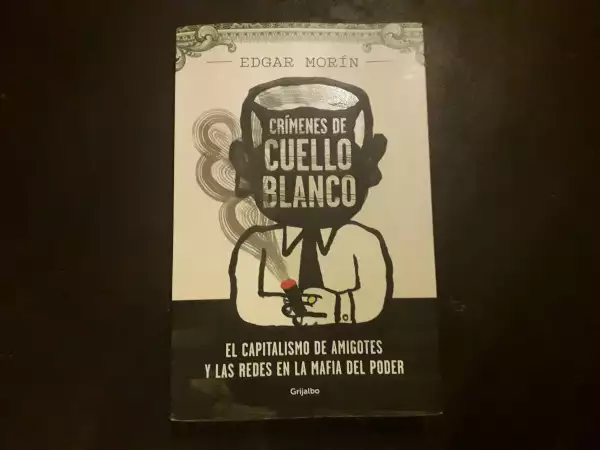 EDGAR MORÍN
CRÍMENES DE
CUELLO
BLANCO
EL CAPITALISMO DE AMIGOTES
Y LAS REDES EN LA MAFIA DEL PODER
Grijalbo